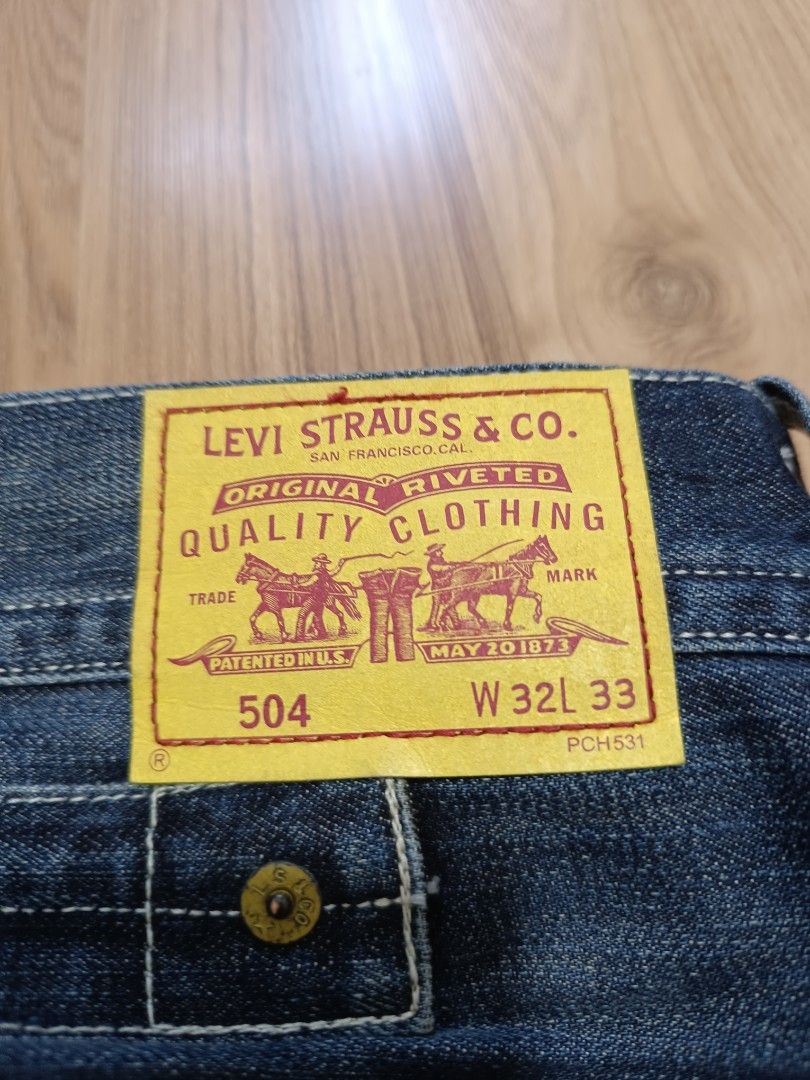 LEVI STRAUSS & CO.
SAN FRANCISCO, CAL.
ORIGINAL RIVETED
QUALITY CLOTHING
TRADE MARK
PATENTED IN U.S. MAY 20 1873
504 W 32 L 33
® PCH531
L S & CO